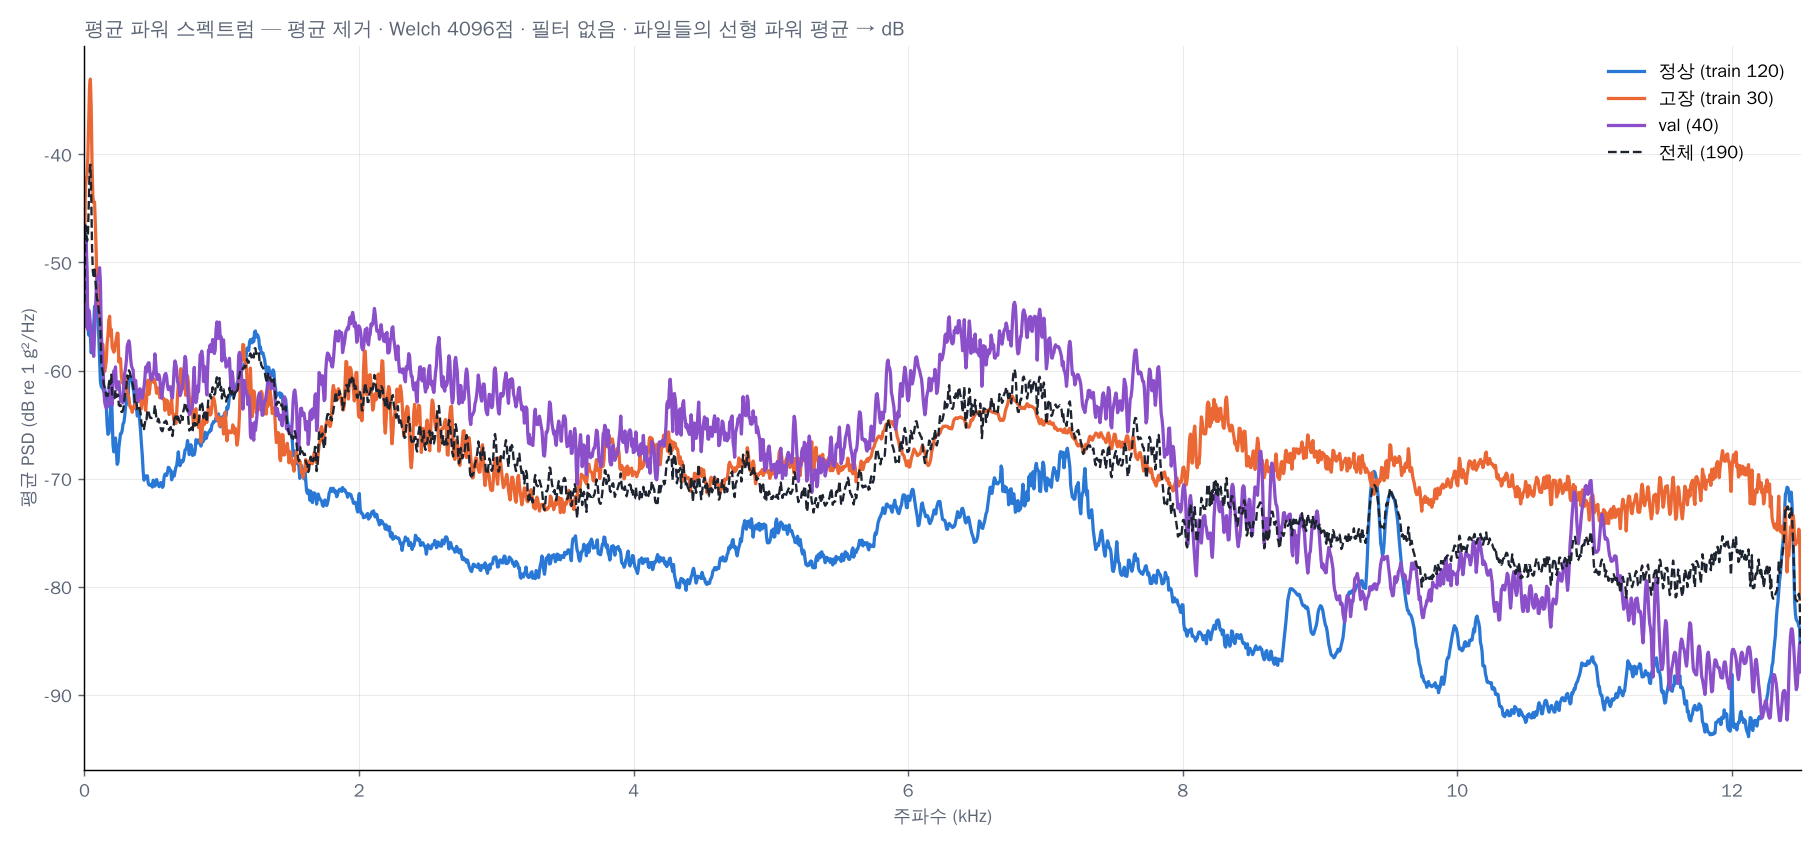 평균 파워 스펙트럼 — 평균 제거 · Welch 4096점 · 필터 없음 · 파일들의 선형 파워 평균 → dB
정상 (train 120)
고장 (train 30)
val (40)
전체 (190)
평균 PSD (dB re 1 g²/Hz)
-40
-50
-60
-70
-80
-90
0 2 4 6 8 10 12
주파수 (kHz)